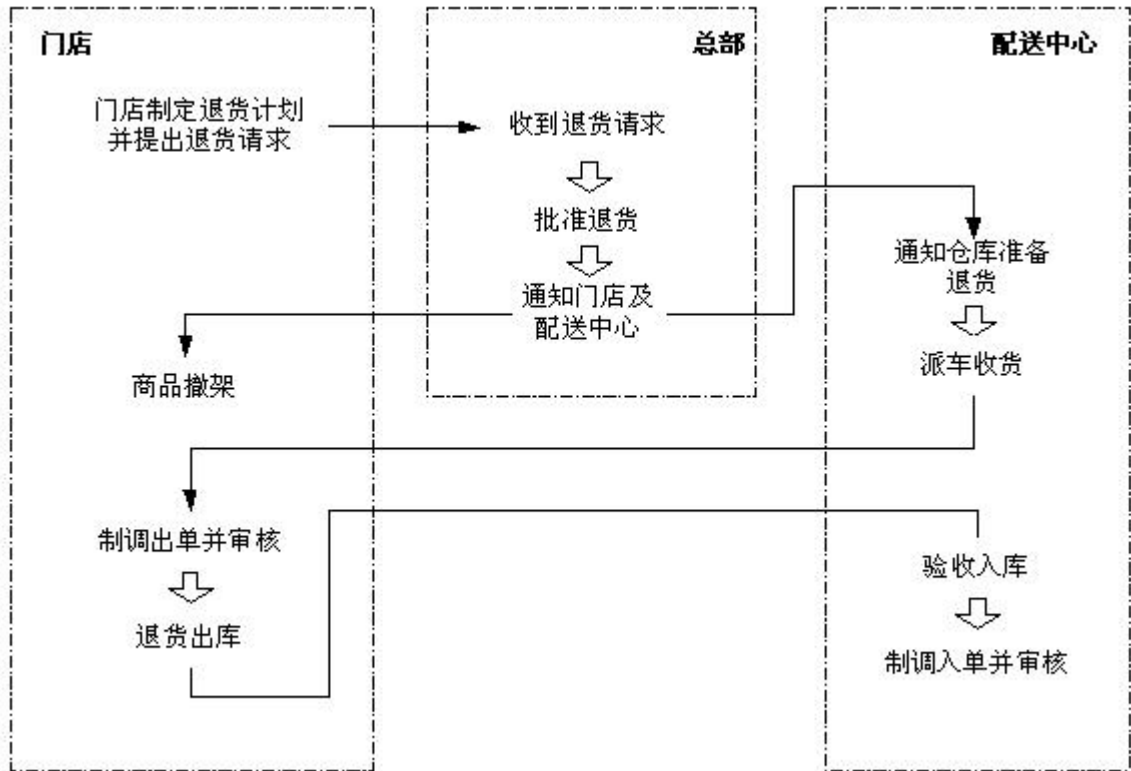 门店
总部
配送中心
门店制定退货计划
并提出退货请求
收到退货请求
批准退货
通知门店及
配送中心
通知仓库准备
退货
派车收货
商品撤架
制调出单并审核
退货出库
验收入库
制调入单并审核